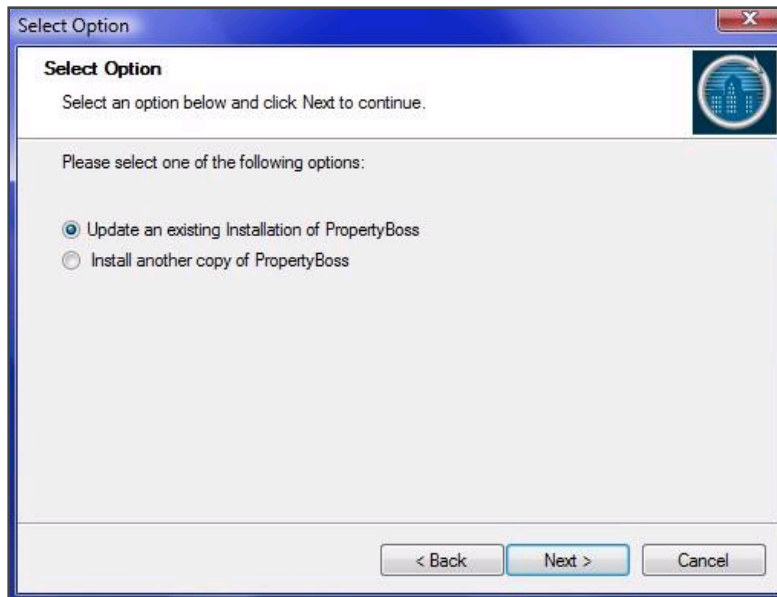 Select Option
Select Option
Select an option below and click Next to continue.
Please select one of the following options:
Update an existing Installation of PropertyBoss
Install another copy of PropertyBoss
< Back Next > Cancel